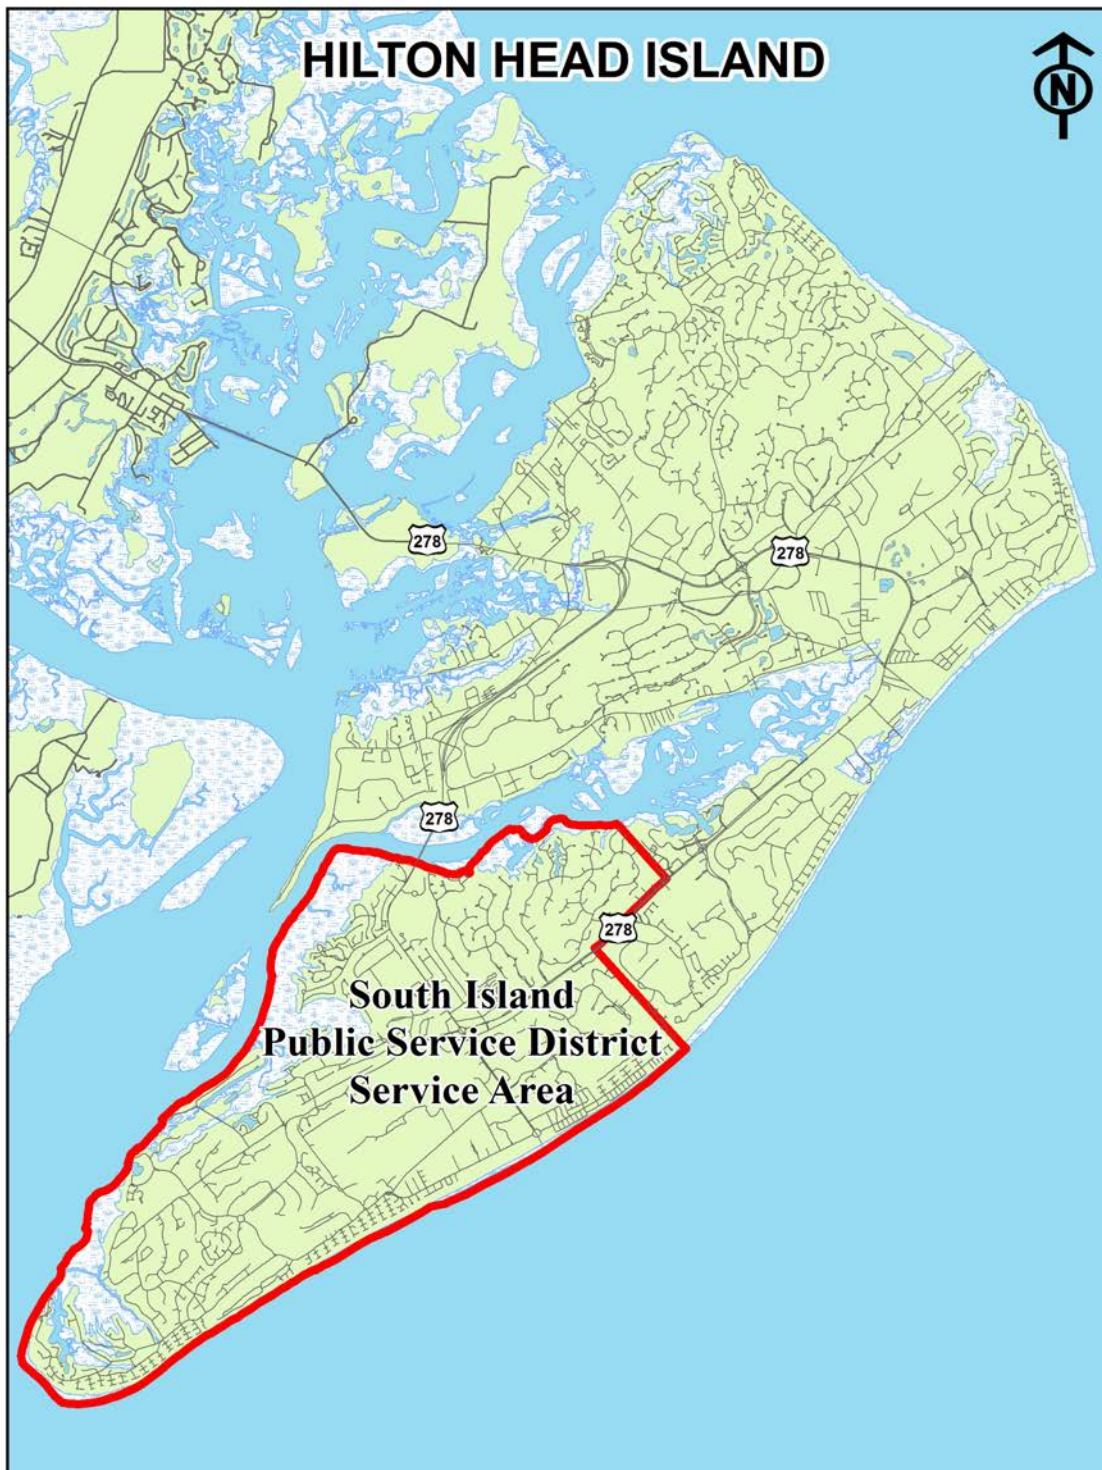 HILTON HEAD ISLAND
N
278
278
278
278
South Island
Public Service District
Service Area